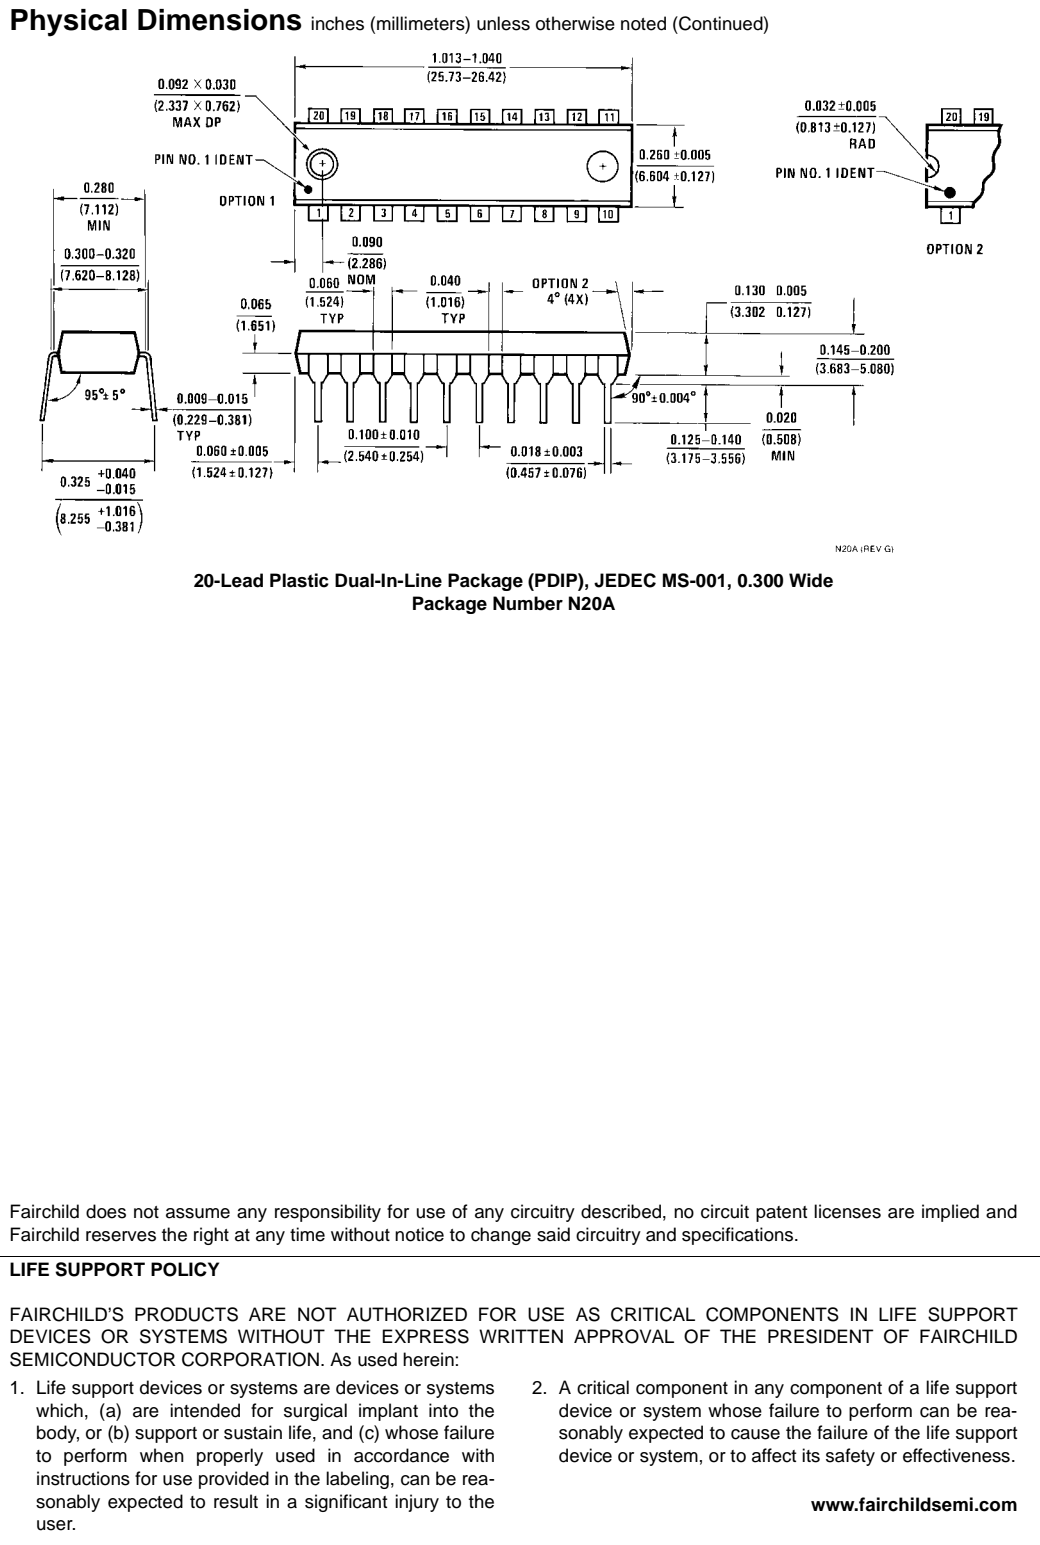 Physical Dimensions inches (millimeters) unless otherwise noted (Continued)
1.013–1.040
(25.73–26.42)
0.092 × 0.030
(2.337 × 0.762)
MAX DP
PIN NO. 1 IDENT
OPTION 1
20 19 18 17 16 15 14 13 12 11
1 2 3 4 5 6 7 8 9 10
0.260 ±0.005
(6.604 ±0.127)
0.032 ±0.005
(0.813 ±0.127)
RAD
PIN NO. 1 IDENT
20 19
1
OPTION 2
0.280
(7.112)
MIN
0.300–0.320
(7.620–8.128)
95°± 5°
0.009–0.015
(0.229–0.381)
TYP
0.325 +0.040 –0.015
(8.255 +1.016 –0.381)
0.090
(2.286)
NOM
0.060
(1.524)
TYP
0.040
(1.016)
TYP
OPTION 2
4° (4X)
0.065
(1.651)
0.130 0.005
(3.302 0.127)
0.145–0.200
(3.683–5.080)
90°±0.004°
0.020
(0.508)
MIN
0.125–0.140
(3.175–3.556)
0.060 ±0.005
(1.524 ±0.127)
0.100±0.010
(2.540 ±0.254)
0.018 ±0.003
(0.457 ±0.076)
N20A (REV G)
20-Lead Plastic Dual-In-Line Package (PDIP), JEDEC MS-001, 0.300 Wide
Package Number N20A
Fairchild does not assume any responsibility for use of any circuitry described, no circuit patent licenses are implied and
Fairchild reserves the right at any time without notice to change said circuitry and specifications.
LIFE SUPPORT POLICY
FAIRCHILD'S PRODUCTS ARE NOT AUTHORIZED FOR USE AS CRITICAL COMPONENTS IN LIFE SUPPORT
DEVICES OR SYSTEMS WITHOUT THE EXPRESS WRITTEN APPROVAL OF THE PRESIDENT OF FAIRCHILD
SEMICONDUCTOR CORPORATION. As used herein:
1. Life support devices or systems are devices or systems
which, (a) are intended for surgical implant into the
body, or (b) support or sustain life, and (c) whose failure
to perform when properly used in accordance with
instructions for use provided in the labeling, can be rea-
sonably expected to result in a significant injury to the
user.
2. A critical component in any component of a life support
device or system whose failure to perform can be rea-
sonably expected to cause the failure of the life support
device or system, or to affect its safety or effectiveness.
www.fairchildsemi.com